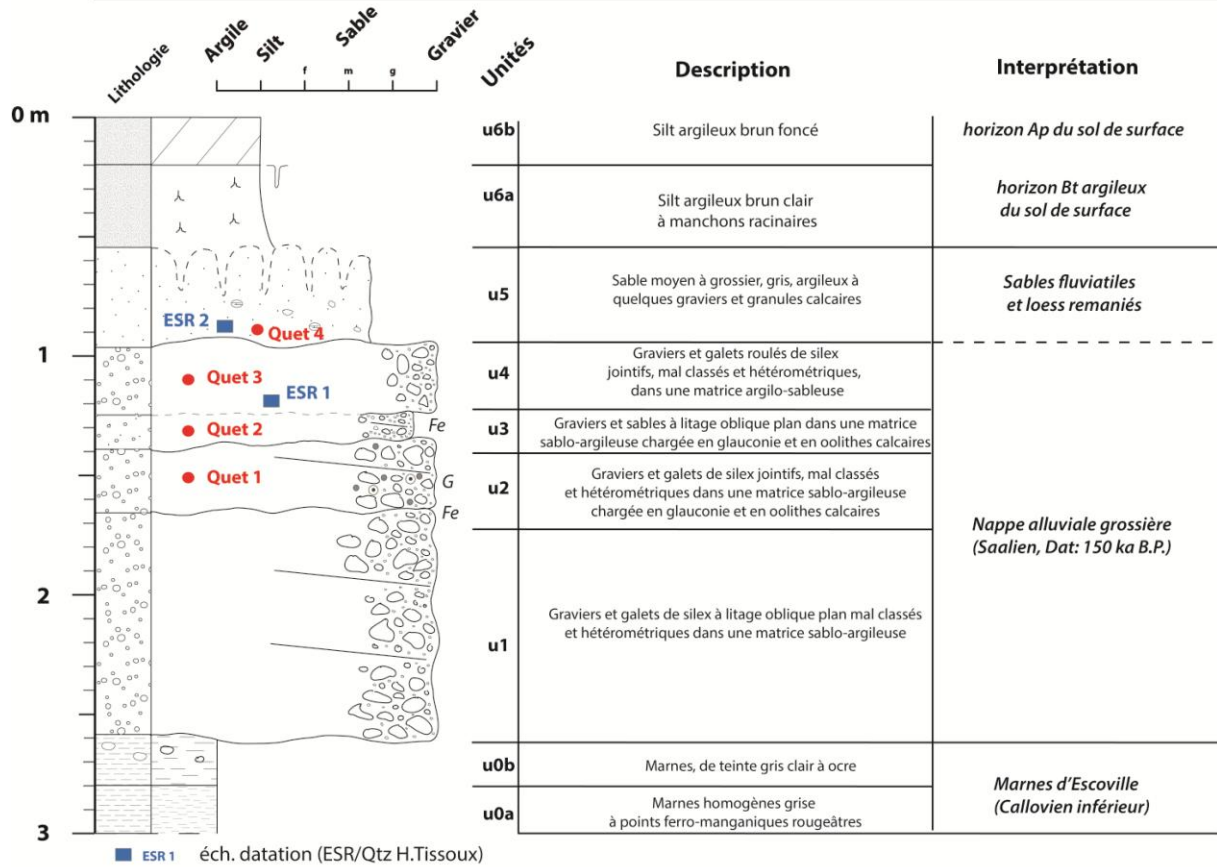 Lithologie
Argile
Silt
Sable
Gravier
f
m
g
Unités
Description
Interprétation
0 m
u6b
Silt argileux brun foncé
horizon Ap du sol de surface
u6a
Silt argileux brun clair
à manchons racinaires
horizon Bt argileux
du sol de surface
u5
Sable moyen à grossier, gris, argileux à
quelques graviers et granules calcaires
Sables fluviatiles
et loess remaniés
ESR 2
Quet 4
1
Quet 3
ESR 1
u4
Graviers et galets roulés de silex
jointifs, mal classés et hétérométriques,
dans une matrice argilo-sableuse
Quet 2
Fe
u3
Graviers et sables à litage oblique plan dans une matrice
sablo-argileuse chargée en glauconie et en oolithes calcaires
Quet 1
G
Fe
u2
Graviers et galets de silex jointifs, mal classés
et hétérométriques dans une matrice sablo-argileuse
chargée en glauconie et en oolithes calcaires
Nappe alluviale grossière
(Saalien, Dat: 150 ka B.P.)
2
u1
Graviers et galets de silex à litage oblique plan mal classés
et hétérométriques dans une matrice sablo-argileuse
u0b
Marnes, de teinte gris clair à ocre
Marnes d'Escoville
(Callovien inférieur)
u0a
Marnes homogènes grise
à points ferro-manganiques rougeâtres
3
ESR 1 éch. datation (ESR/Qtz H.Tissoux)